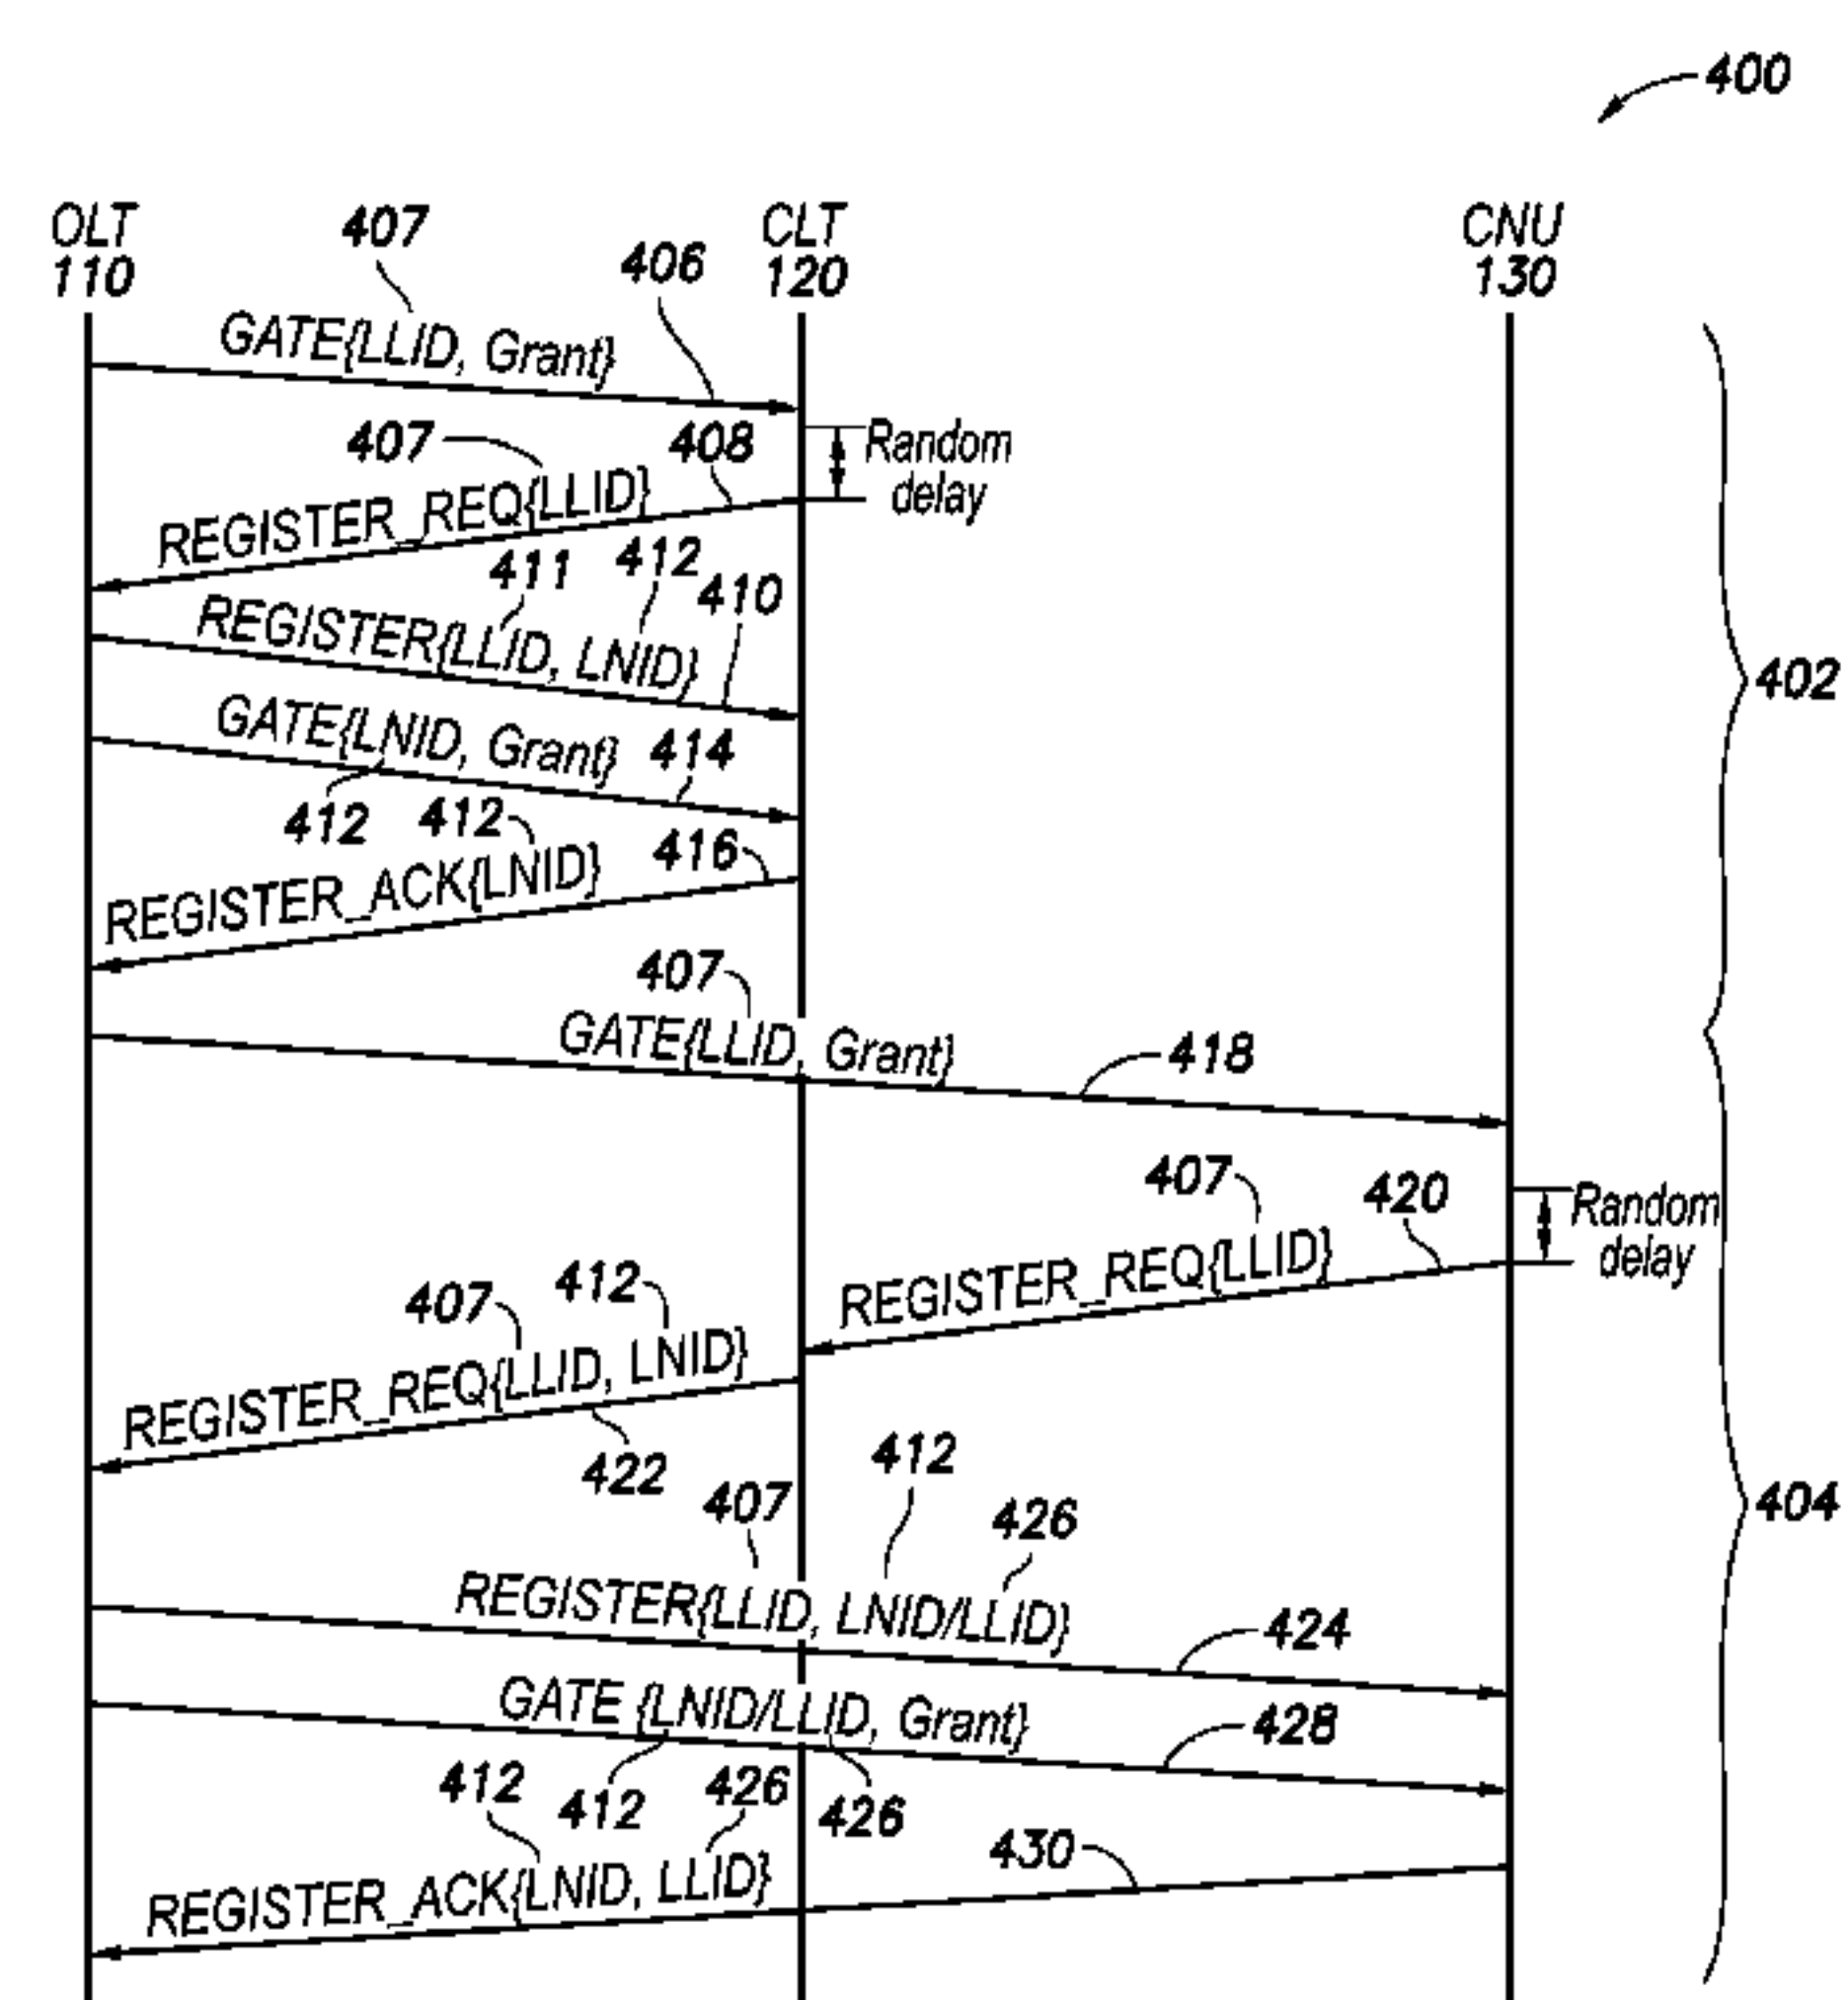 400
OLT
110
407
406
CLT
120
CNU
130
GATE{LLID, Grant}
407
408
Random
delay
REGISTER_REQ{LLID}
411
412
410
REGISTER{LLID, LNID}
402
GATE{LNID, Grant}
414
412
412
416
REGISTER_ACK{LNID}
407
GATE{LLID, Grant}
418
407
420
Random
delay
REGISTER_REQ{LLID}
407
412
REGISTER_REQ{LLID, LNID}
422
412
407
426
404
REGISTER{LLID, LNID/LLID}
424
GATE {LNID/LLID, Grant}
428
412
412
426
426
430
REGISTER_ACK{LNID, LLID}